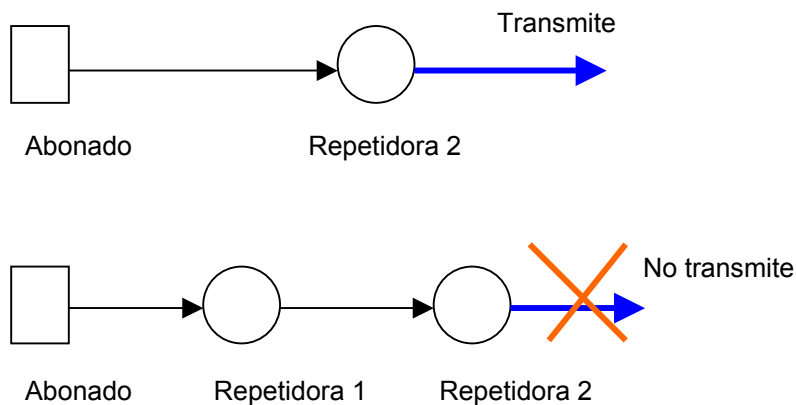 Transmite
Abonado
Repetidora 2
No transmite
Abonado
Repetidora 1
Repetidora 2